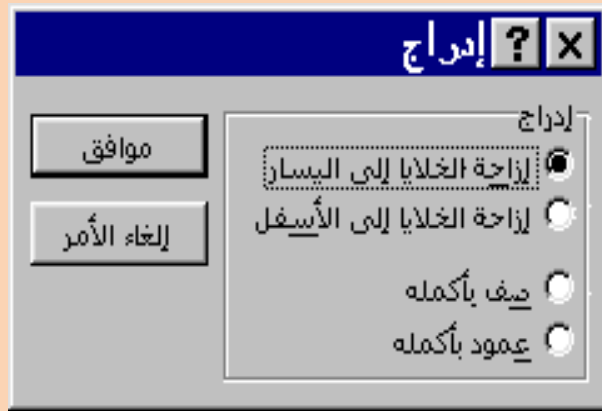 إدراج
إدراج
إزاحة الخلايا إلى اليسار
إزاحة الخلايا إلى الأسفل
صف بأكمله
عمود بأكمله
موافق
إلغاء الأمر